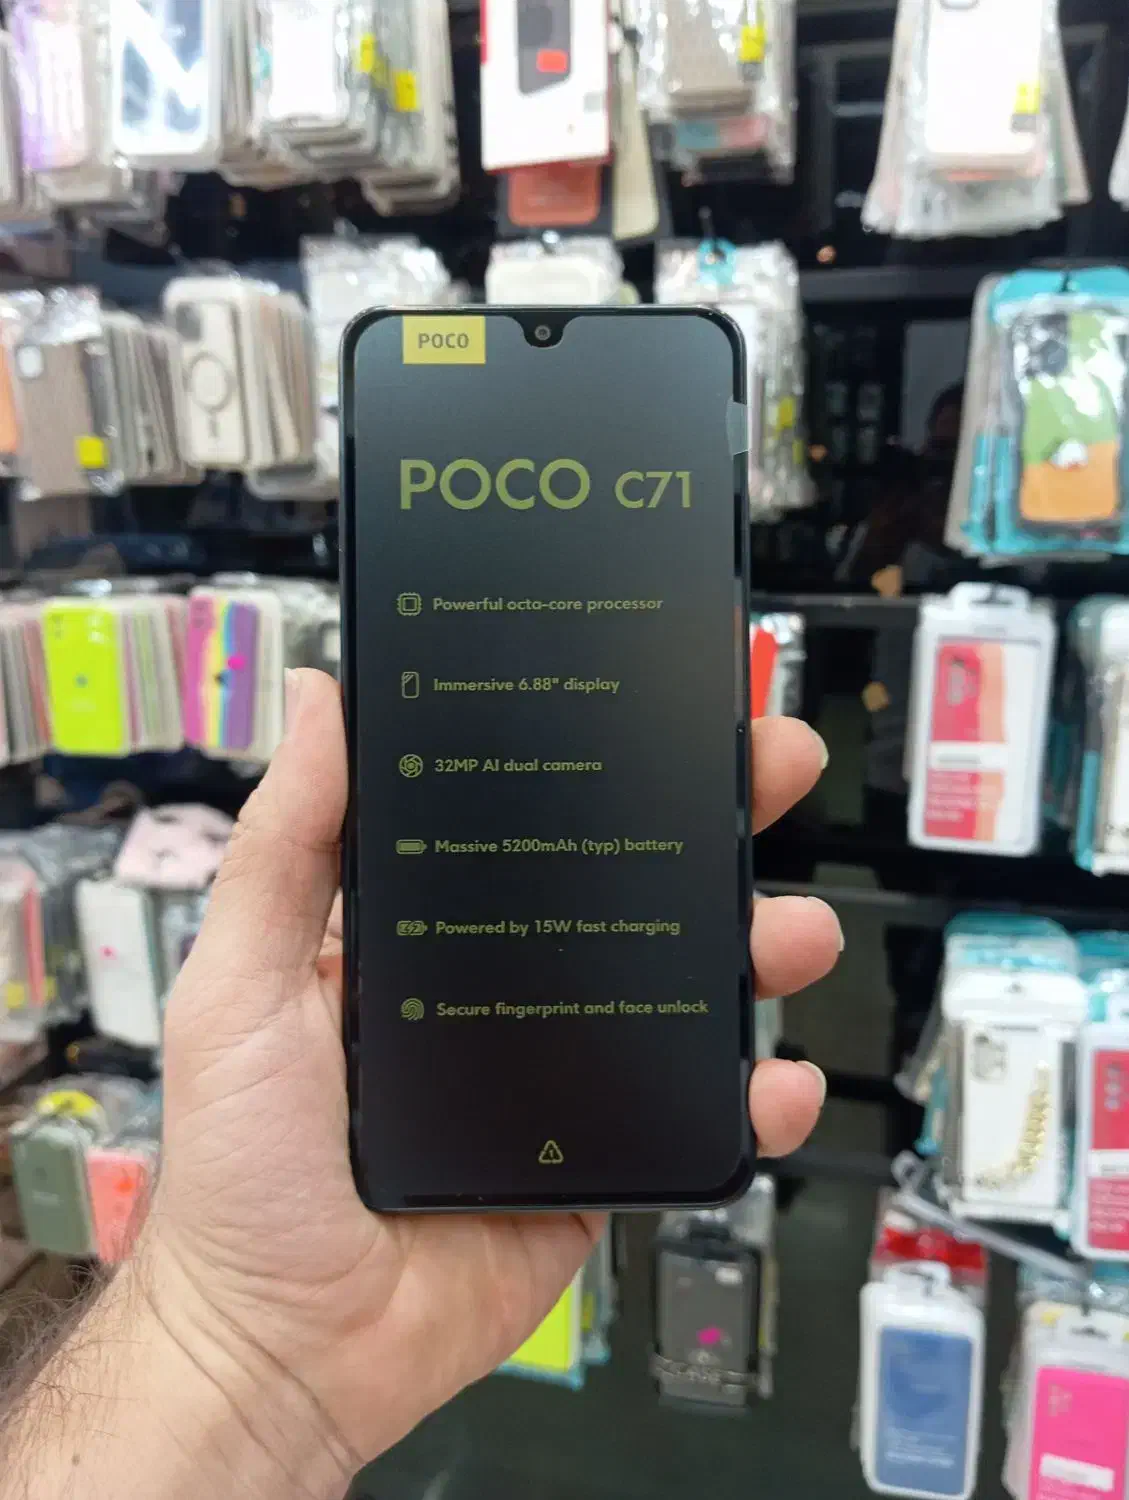 POCO
POCO C71
Powerful octa-core processor
Immersive 6.88" display
32MP AI dual camera
Massive 5200mAh (typ) battery
Powered by 15W fast charging
Secure fingerprint and face unlock